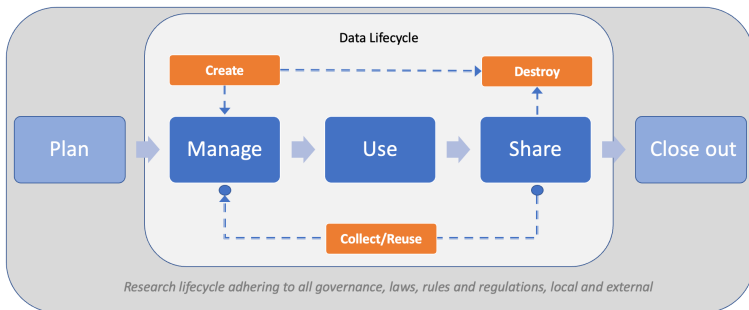 Data Lifecycle
Create
Destroy
Plan
Manage
Use
Share
Close out
Collect/Reuse
Research lifecycle adhering to all governance, laws, rules and regulations, local and external